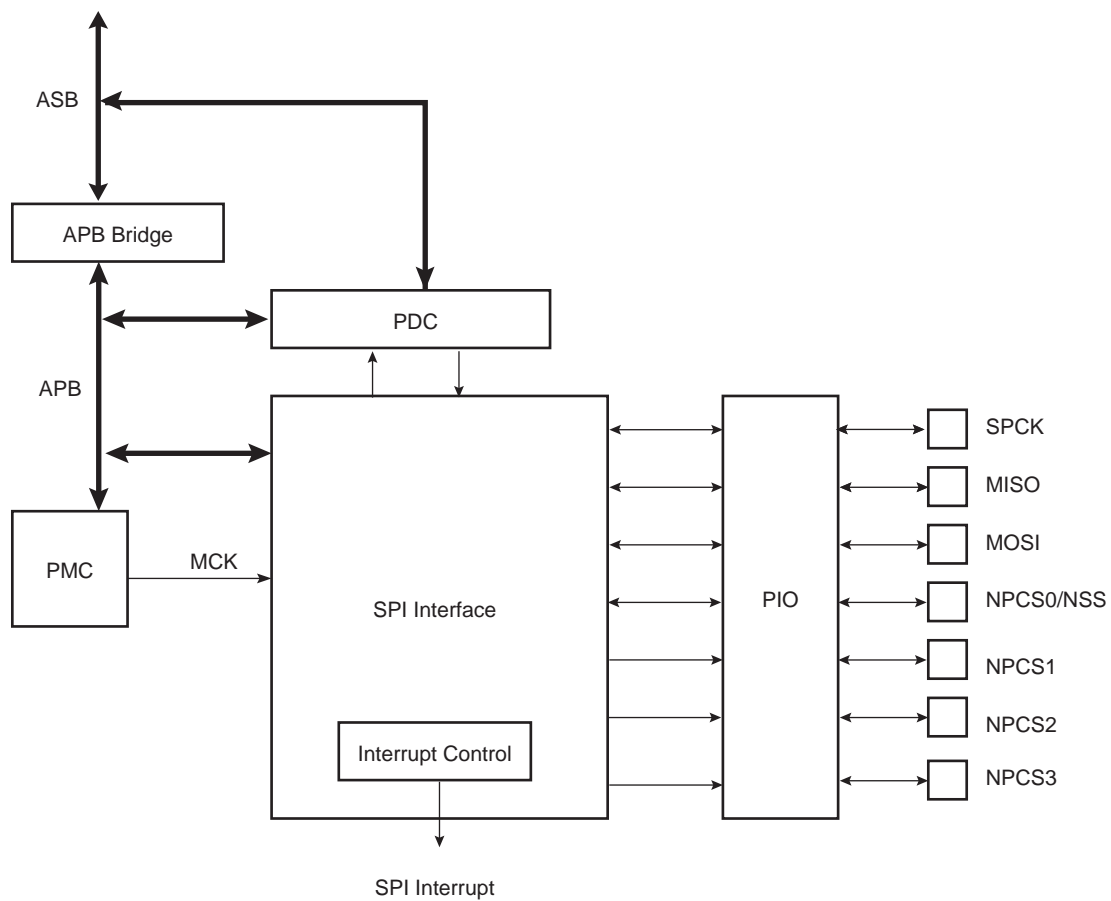 ASB
APB Bridge
PDC
APB
SPCK
MISO
MOSI
MCK
PMC
SPI Interface
PIO
NPCS0/NSS
NPCS1
NPCS2
Interrupt Control
NPCS3
SPI Interrupt